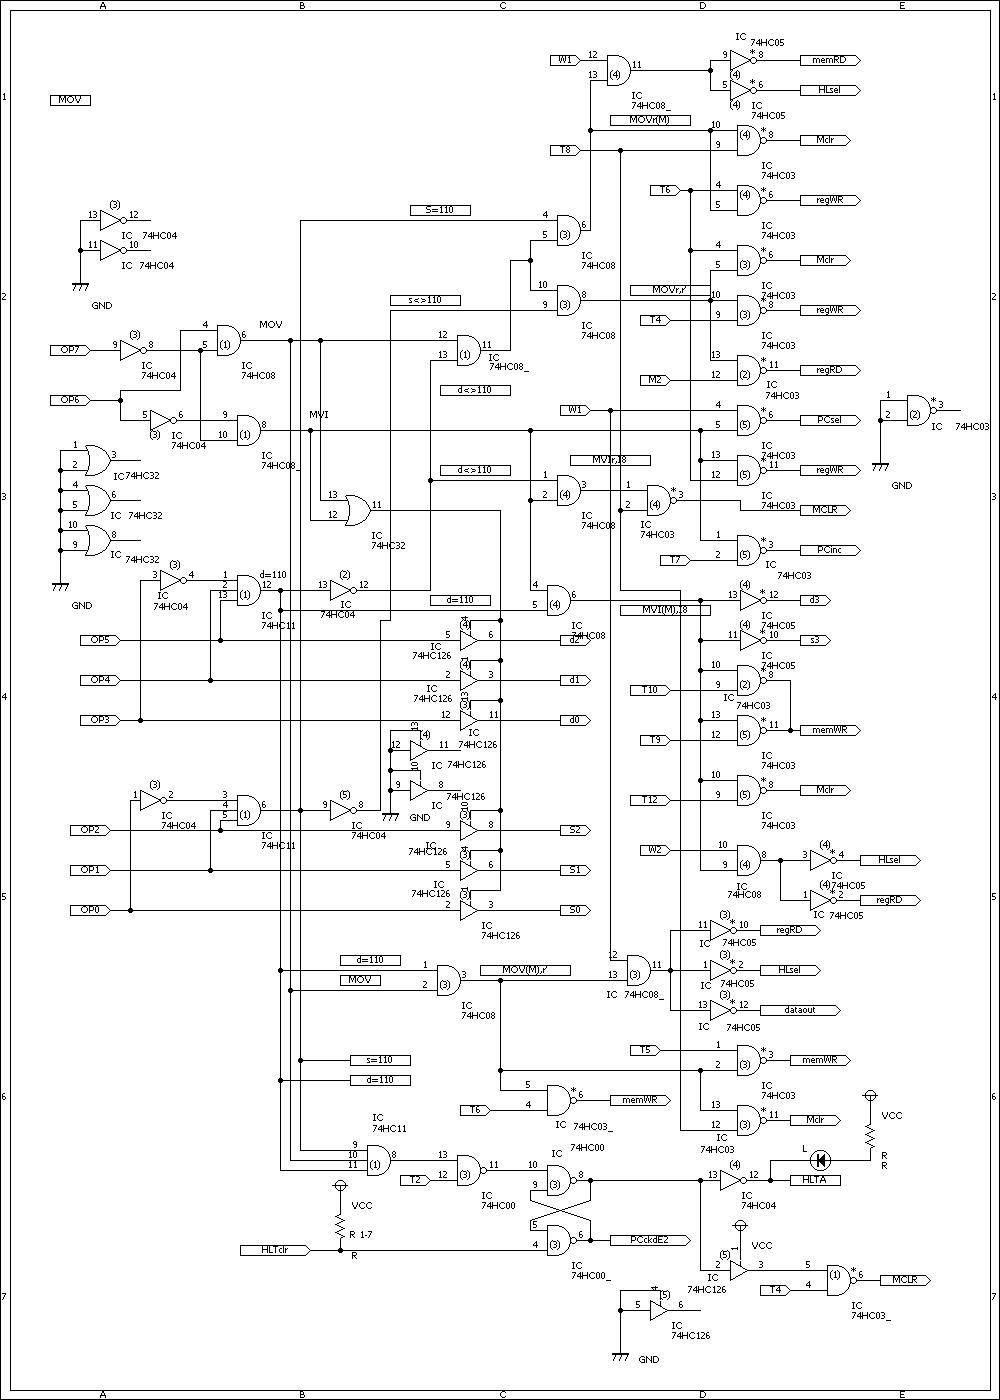 A B C D E
1 1
MOV
W1 12 13 (4) 11 IC 74HC08_
IC 74HC05 9 * 8 (4) memRD
5 * 6 (4) IC 74HC05 HLsel
MOVr(M)
10 9 (4) * 8 IC 74HC03 Mclr
T8
T6 4 5 (4) * 6 IC 74HC03 regWR
S=110
4 5 (3) 6 IC 74HC08
(3) 13 12 IC 74HC04
11 10 IC 74HC04
GND
4 5 (3) * 6 IC 74HC03 Mclr
2 2
s<>110
10 9 (3) 8 IC 74HC08
MOVr,r'
T4 10 9 (3) * 8 IC 74HC03 regWR
OP7 (3) 9 8 IC 74HC04
4 5 (1) 6 IC 74HC08
MOV
12 13 (1) 11 IC 74HC08_
M2 13 12 (2) * 11 IC 74HC03 regRD
d<>110
OP6 5 6 (3) IC 74HC04
9 10 (1) 8 IC 74HC08_
MVI
W1 4 5 (5) * 6 IC 74HC03 PCsel
1 2 (2) * 3 IC 74HC03
GND
1 2 3 IC 74HC32
4 5 6 IC 74HC32
10 9 8 IC 74HC32
GND
3 3
d<>110
MVIr,I8
13 12 (5) * 11 IC 74HC03 regWR
1 2 (4) 3 IC 74HC08
1 2 (4) * 3 IC 74HC03 MCLR
13 12 11 IC 74HC32
T7 1 2 (5) * 3 IC 74HC03 PCinc
(3) 3 4 IC 74HC04
1 2 13 12 IC 74HC11
d=110
(2) 13 12 IC 74HC04
d=110
4 5 (4) 6 IC 74HC08
MVI(M),I8
(4) 13 * 12 IC 74HC05 d3
11 * 10 IC 74HC05 s3
OP5 5 (4) 4 6 IC 74HC126 d2
OP4 2 (4) 1 3 IC 74HC126 d1
OP3 12 (3) 13 11 IC 74HC126 d0
T10 10 9 (2) * 8 IC 74HC03
4 4
T9 13 12 (5) * 11 IC 74HC03 memWR
12 13 (4) 11 IC 74HC126
9 10 8 IC 74HC126
GND
T12 10 9 (5) * 8 IC 74HC03 Mclr
(3) 1 2 IC 74HC04
3 4 5 (1) 6 IC 74HC11
(5) 9 8 IC 74HC04
OP2 9 (3) 10 8 IC 74HC126 S2
OP1 5 (3) 4 6 IC 74HC126 S1
OP0 2 (3) 1 3 IC 74HC126 S0
W2 10 9 (4) 8 IC 74HC08
(4) 3 * 4 IC 74HC05 HLsel
(4) 1 * 2 IC 74HC05 regRD
5 5
(3) 11 * 10 IC 74HC05 regRD
d=110
MOV
1 2 (3) 3 IC 74HC08
MOV(M),r'
12 13 (3) 11 IC 74HC08_
(3) 1 * 2 IC 74HC05 HLsel
(3) 13 * 12 IC 74HC05 dataout
s=110
d=110
T5 1 2 (3) * 3 IC 74HC03 memWR
6 6
T6 5 4 * 6 IC 74HC03_ memWR
13 12 (3) * 11 IC 74HC03 Mclr
VCC
R
R
L
IC 74HC11 9 10 11 (1) 8
T2 13 12 (3) 11 IC 74HC00
IC 74HC00 10 9 (3) 8
(4) 13 12 IC 74HC04 HLTA
VCC
R 1-7
R
HLTclr
5 4 (3) 6 IC 74HC00_ PCckdE2
VCC
(5) 2 1 3 IC 74HC126
T4 5 4 (1) * 6 IC 74HC03_ MCLR
7 7
5 4 (5) 6 IC 74HC126
GND
A B C D E